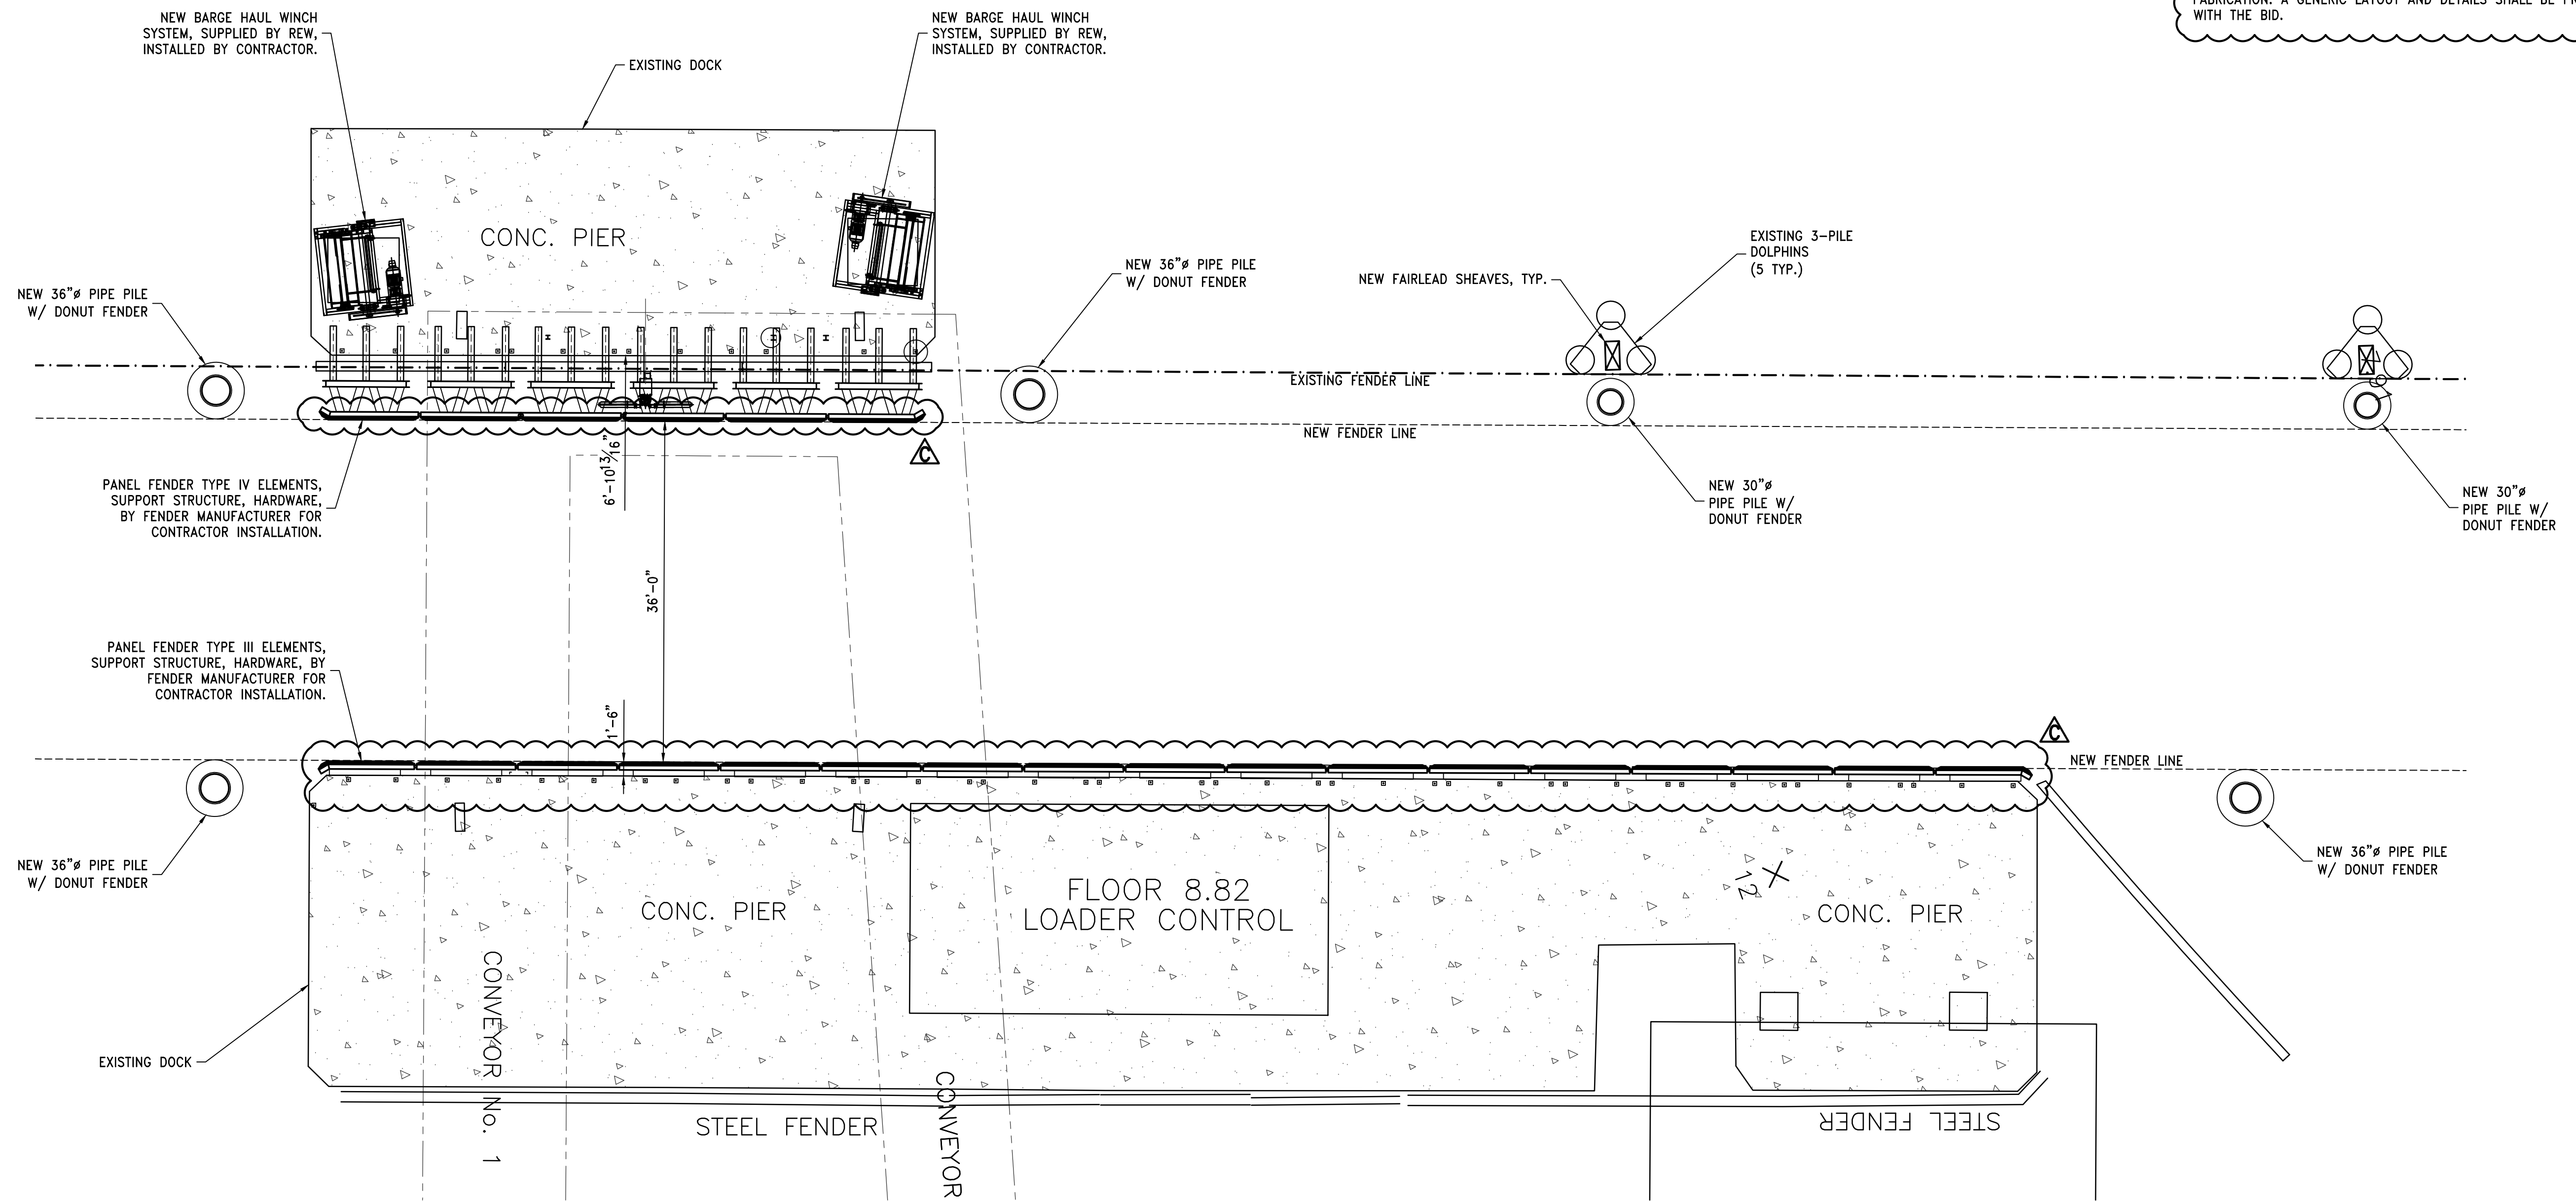 NEW BARGE HAUL WINCH
SYSTEM, SUPPLIED BY REW,
INSTALLED BY CONTRACTOR.
NEW BARGE HAUL WINCH
SYSTEM, SUPPLIED BY REW,
INSTALLED BY CONTRACTOR.
WITH THE BID.
EXISTING DOCK
CONC. PIER
NEW 36"ø PIPE PILE
W/ DONUT FENDER
NEW 36"ø PIPE PILE
W/ DONUT FENDER
NEW FAIRLEAD SHEAVES, TYP.
EXISTING 3-PILE
DOLPHINS
(5 TYP.)
H
H
H
EXISTING FENDER LINE
NEW FENDER LINE
C
6'-10 13/16"
PANEL FENDER TYPE IV ELEMENTS,
SUPPORT STRUCTURE, HARDWARE,
BY FENDER MANUFACTURER FOR
CONTRACTOR INSTALLATION.
NEW 30"ø
PIPE PILE W/
DONUT FENDER
NEW 30"ø
PIPE PILE W/
DONUT FENDER
36'-0"
PANEL FENDER TYPE III ELEMENTS,
SUPPORT STRUCTURE, HARDWARE, BY
FENDER MANUFACTURER FOR
CONTRACTOR INSTALLATION.
1'-6"
C
NEW FENDER LINE
NEW 36"ø PIPE PILE
W/ DONUT FENDER
NEW 36"ø PIPE PILE
W/ DONUT FENDER
CONC. PIER
FLOOR 8.82
LOADER CONTROL
12
CONC. PIER
EXISTING DOCK
CONVEYOR No. 1
CONVEYOR
STEEL FENDER
STEEL FENDER